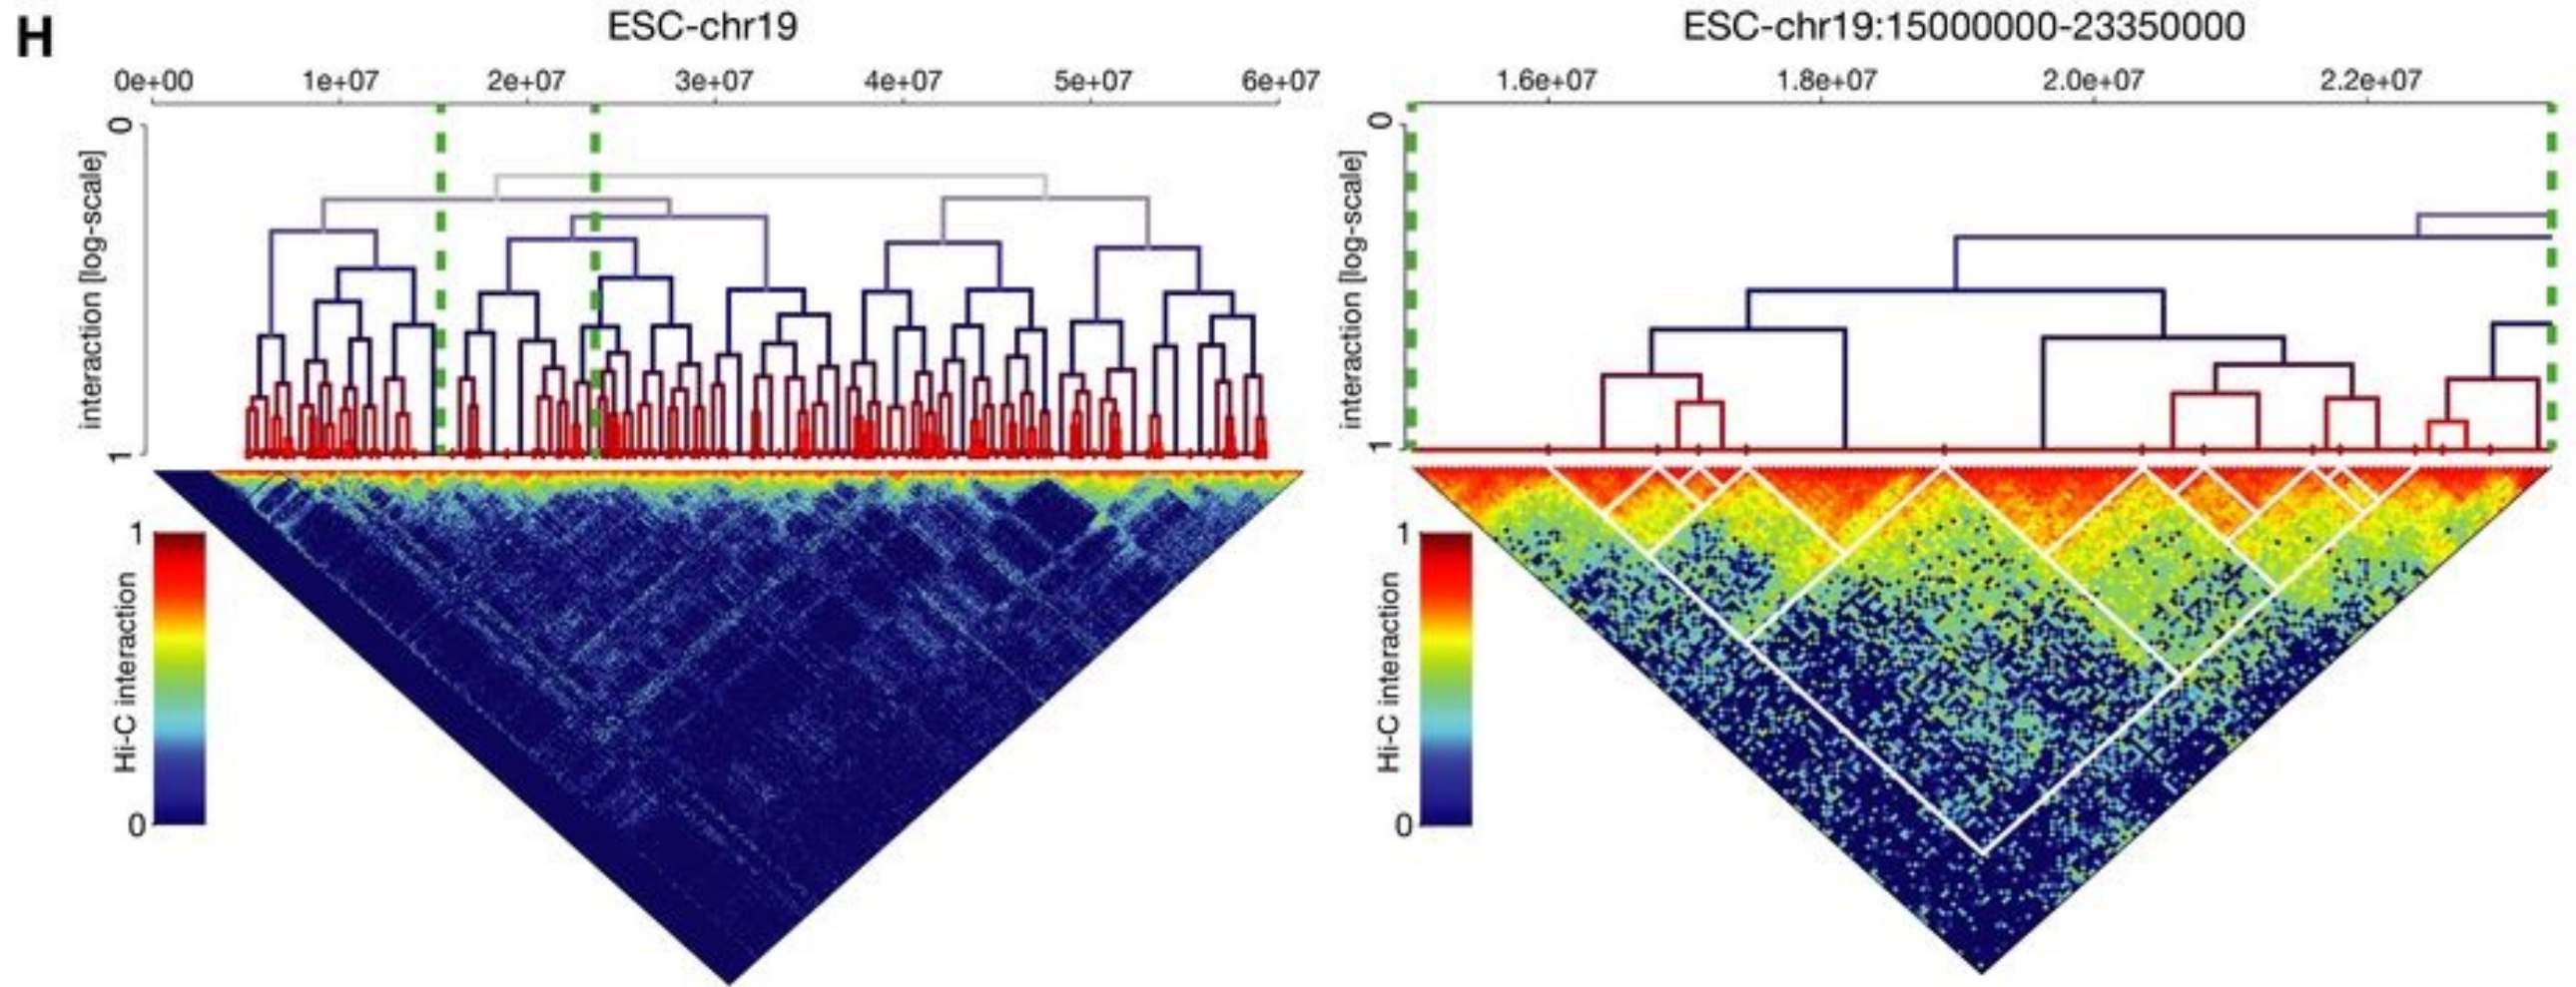 H
ESC-chr19
0e+00 1e+07 2e+07 3e+07 4e+07 5e+07 6e+07
interaction [log-scale]
0
1
Hi-C interaction
1
0
ESC-chr19:15000000-23350000
1.6e+07 1.8e+07 2.0e+07 2.2e+07
interaction [log-scale]
0
1
Hi-C interaction
1
0